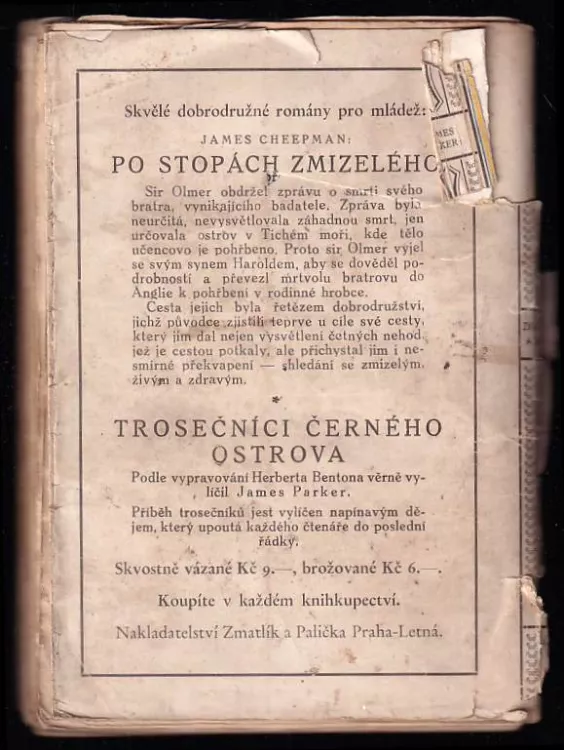 Skvělé dobrodružné romány pro mládež:
JAMES CHEEPMAN:
PO STOPÁCH ZMIZELÉHO
Sir Olmer obdržel zprávu o smrti svého
bratra, vynikajícího badatele. Zpráva byla
neurčitá, nevysvětlovala záhadnou smrt, jen
určovala ostrov v Tichém moři, kde tělo
učencovo je pohřbeno. Proto sir Olmer vyjel
se svým synem Haroldem, aby se dověděl po-
drobností a převezl mrtvolu bratrovu do
Anglie k pohřbení v rodinné hrobce.
Cesta jejich byla řetězem dobrodružství,
jichž původce zjistili teprve u cíle své cesty,
který jim dal nejen vysvětlení četných nehod,
jež je cestou potkaly, ale přichystal jim i ne-
smírné překvapení — shledání se zmizelým,
živým a zdravým.
*
TROSEČNÍCI ČERNÉHO
OSTROVA
Podle vypravování Herberta Bentona věrně vy-
líčil James Parker.
Příběh trosečníků jest vylíčen napínavým dě-
jem, který upoutá každého čtenáře do poslední
řádky.
Skvostně vázané Kč 9.—, brožované Kč 6.—.
Koupíte v každém knihkupectví.
Nakladatelství Zmatlík a Palička Praha-Letná.
MES
KER: